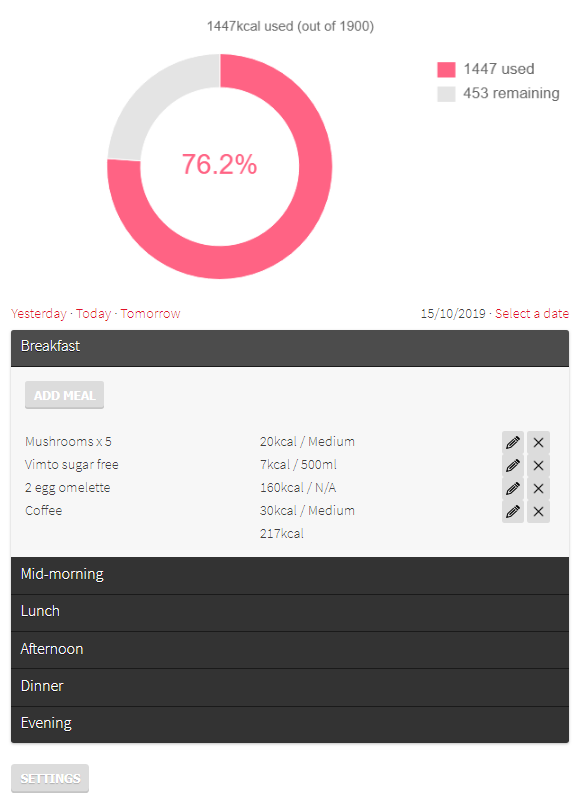 1447kcal used (out of 1900)
1447 used
453 remaining
76.2%
Yesterday · Today · Tomorrow 15/10/2019 · Select a date
Breakfast
ADD MEAL
Mushrooms x 5 20kcal / Medium
Vimto sugar free 7kcal / 500ml
2 egg omelette 160kcal / N/A
Coffee 30kcal / Medium
217kcal
Mid-morning
Lunch
Afternoon
Dinner
Evening
SETTINGS